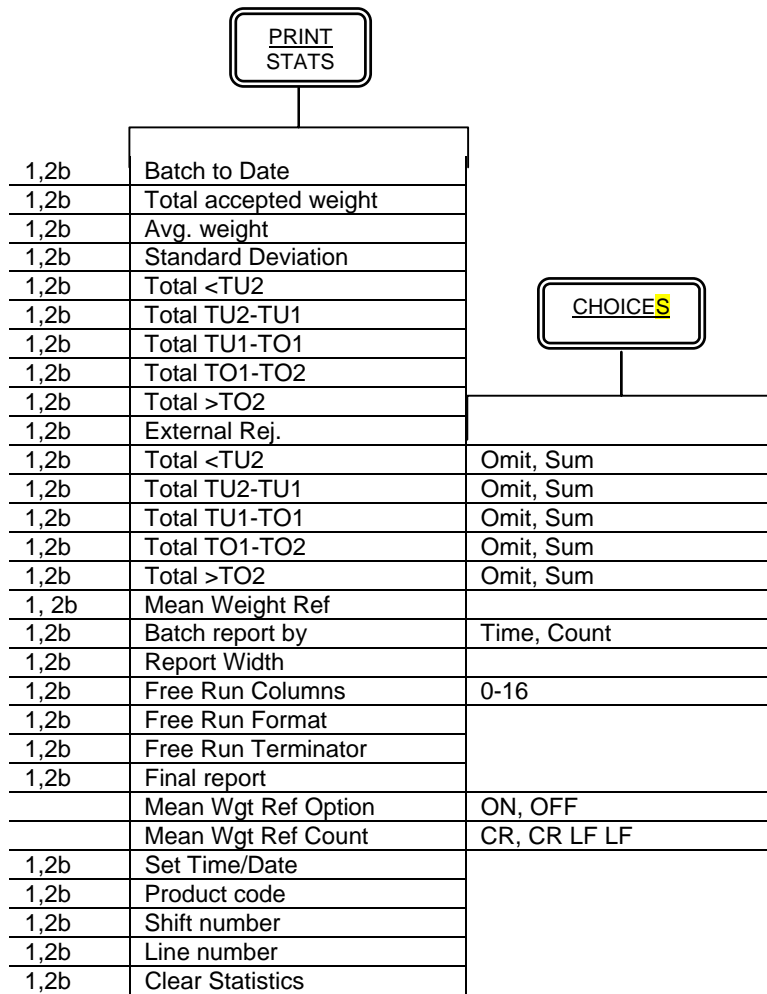 PRINT
STATS
1,2b Batch to Date
1,2b Total accepted weight
1,2b Avg. weight
1,2b Standard Deviation
1,2b Total <TU2
CHOICES
1,2b Total TU2-TU1
1,2b Total TU1-TO1
1,2b Total TO1-TO2
1,2b Total >TO2
1,2b External Rej.
1,2b Total <TU2 Omit, Sum
1,2b Total TU2-TU1 Omit, Sum
1,2b Total TU1-TO1 Omit, Sum
1,2b Total TO1-TO2 Omit, Sum
1,2b Total >TO2 Omit, Sum
1, 2b Mean Weight Ref
1,2b Batch report by Time, Count
1,2b Report Width
1,2b Free Run Columns 0-16
1,2b Free Run Format
1,2b Free Run Terminator
1,2b Final report
Mean Wgt Ref Option ON, OFF
Mean Wgt Ref Count CR, CR LF LF
1,2b Set Time/Date
1,2b Product code
1,2b Shift number
1,2b Line number
1,2b Clear Statistics